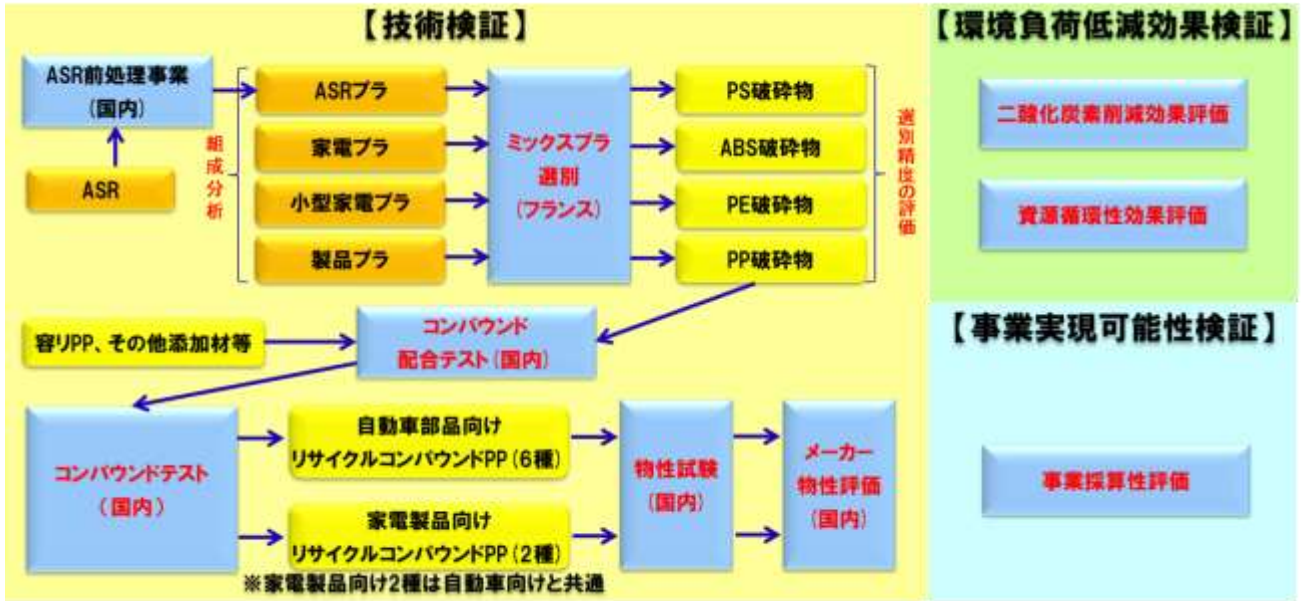 【技術検証】
ASR前処理事業
(国内)
ASR
組成分析
ASRプラ
家電プラ
小型家電プラ
製品プラ
ミックスプラ
選別
(フランス)
PS破砕物
ABS破砕物
PE破砕物
PP破砕物
選別精度の評価
容リPP、その他添加材等
コンパウンド
配合テスト(国内)
コンパウンドテスト
(国内)
自動車部品向け
リサイクルコンパウンドPP(6種)
家電製品向け
リサイクルコンパウンドPP(2種)
※家電製品向け2種は自動車向けと共通
物性試験
(国内)
メーカー
物性評価
(国内)
【環境負荷低減効果検証】
二酸化炭素削減効果評価
資源循環性効果評価
【事業実現可能性検証】
事業採算性評価